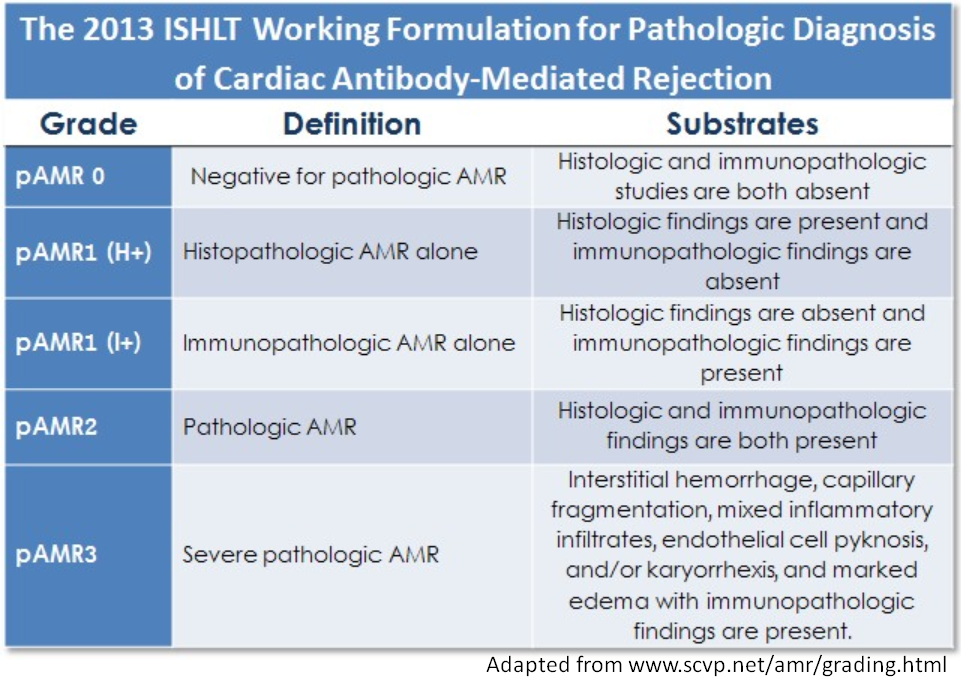 The 2013 ISHLT Working Formulation for Pathologic Diagnosis
of Cardiac Antibody-Mediated Rejection
Grade Definition Substrates
pAMR 0 Negative for pathologic AMR Histologic and immunopathologic
studies are both absent
pAMR1 (H+) Histopathologic AMR alone Histologic findings are present and
immunopathologic findings are
absent
pAMR1 (I+) Immunopathologic AMR alone Histologic findings are absent and
immunopathologic findings are
present
pAMR2 Pathologic AMR Histologic and immunopathologic
findings are both present
pAMR3 Severe pathologic AMR Interstitial hemorrhage, capillary
fragmentation, mixed inflammatory
infiltrates, endothelial cell pyknosis,
and/or karyorrhexis, and marked
edema with immunopathologic
findings are present.
Adapted from www.scvp.net/amr/grading.html